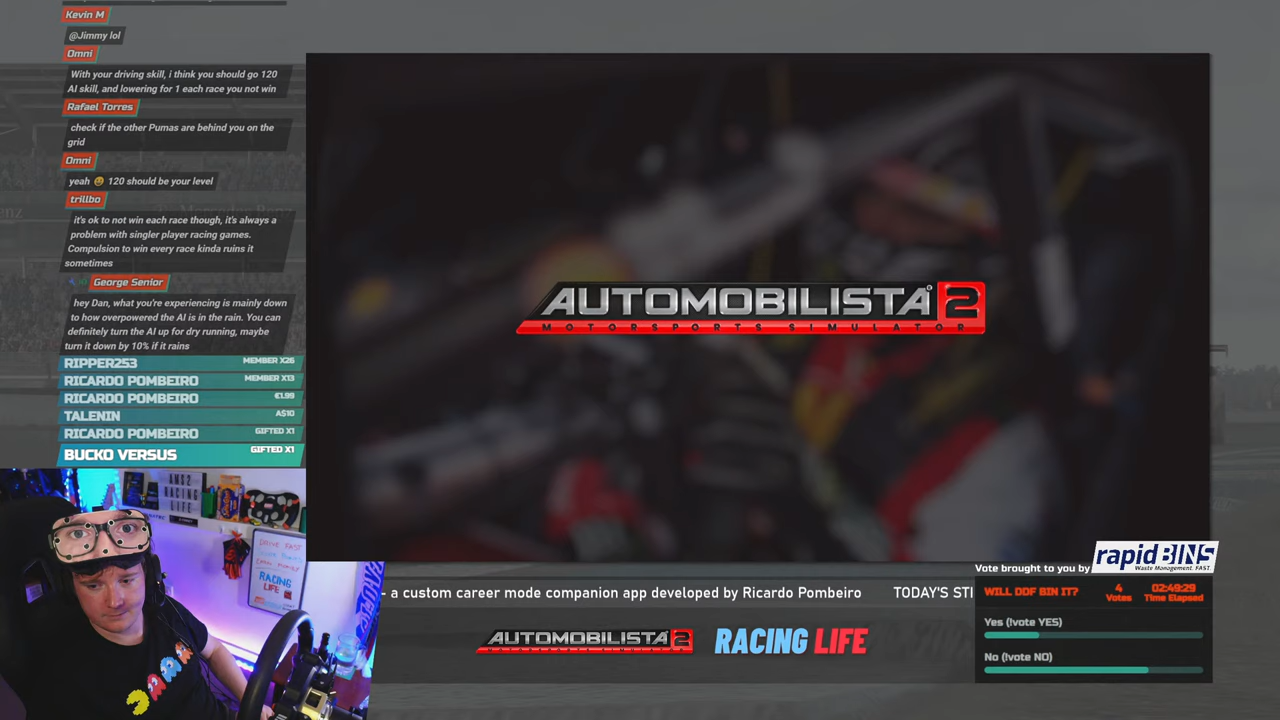 Kevin M
@Jimmy lol
Omni
With your driving skill, i think you should go 120
AI skill, and lowering for 1 each race you not win
Rafael Torres
check if the other Pumas are behind you on the
grid
Omni
yeah 😀 120 should be your level
trillbo
it's ok to not win each race though, it's always a
problem with singler player racing games.
Compulsion to win every race kinda ruins it
sometimes
George Senior
hey Dan, what you're experiencing is mainly down
to how overpowered the AI is in the rain. You can
definitely turn the AI up for dry running, maybe
turn it down by 10% if it rains
RIPPER253 MEMBER X26
RICARDO POMBEIRO MEMBER X13
RICARDO POMBEIRO €1.99
TALENIN A$10
RICARDO POMBEIRO GIFTED X1
BUCKO VERSUS GIFTED X1
AUTOMOBILISTA 2
MOTORSPORTS SIMULATOR
AMS2
RACING
LIFE
RACING
LIFE
- a custom career mode companion app developed by Ricardo Pombeiro TODAY'S STI
AUTOMOBILISTA 2 RACING LIFE
Vote brought to you by rapidBINS
Waste Management. FAST.
WILL DDF BIN IT? 4 Votes 02:49:29 Time Elapsed
Yes (!vote YES)
No (!vote NO)